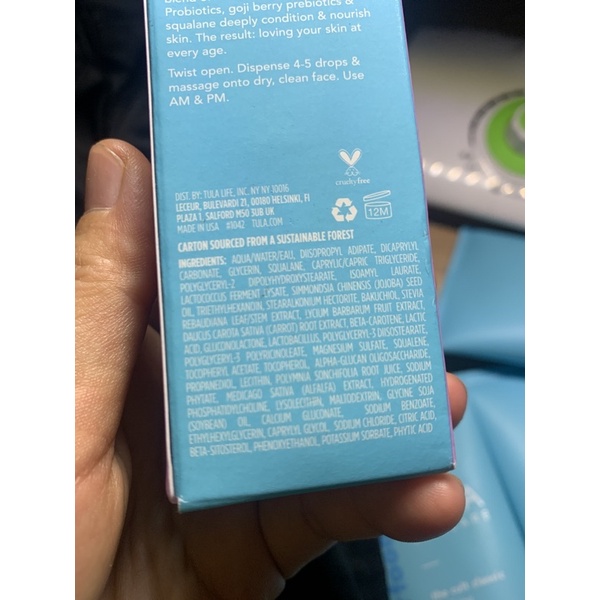 Probiotics, goji berry prebiotics &
squalane deeply condition & nourish
skin. The result: loving your skin at
every age.
Twist open. Dispense 4-5 drops &
massage onto dry, clean face. Use
AM & PM.
crueltyfree
12M
DIST. BY: TULA LIFE, INC. NY NY 10016
LECEUR, BULEVARDI 21, 00180 HELSINKI, FI
PLAZA 1. SALFORD M50 SUB UK
MADE IN USA #11042 TULA.COM
CARTON SOURCED FROM A SUSTAINABLE FOREST
INGREDIENTS: AQUA/WATER/EAU, DIISOPROPYL ADIPATE, DICAPRYLYL
CARBONATE, GLYCERIN, SQUALANE, CAPRYLIC/CAPRIC TRIGLYCERIDE,
POLYGLYCERYL-2 DIPOLYHYDROXYSTEARATE, ISOAMYL LAURATE,
LACTOCOCCUS FERMENT LYSATE, SIMMONDSIA CHINENSIS (JOJOBA) SEED
OIL, TRIETHYLHEXANOIN, STEARALKONIUM HECTORITE, BAKUCHIOL, STEVIA
REBAUDIANA LEAF/STEM EXTRACT, LYCIUM BARBARUM FRUIT EXTRACT,
DAUCUS CAROTA SATIVA (CARROT) ROOT EXTRACT, BETA-CAROTENE, LACTIC
ACID, GLUCONOLACTONE, LACTOBACILLUS, POLYGLYCERYL-3 DIISOSTEARATE,
POLYGLYCERYL-3 POLYRICINOLEATE, MAGNESIUM SULFATE, SQUALENE,
TOCOPHERYL ACETATE, TOCOPHEROL, ALPHA-GLUCAN OLIGOSACCHARIDE,
PROPANEDIOL, LECITHIN, POLYMNIA SONCHIFOLIA ROOT JUICE, SODIUM
PHYTATE, MEDICAGO SATIVA (ALFALFA) EXTRACT, HYDROGENATED
PHOSPHATIDYLCHOLINE, LYSOLECITHIN, MALTODEXTRIN, GLYCINE SOJA
(SOYBEAN) OIL, CALCIUM GLUCONATE, SODIUM BENZOATE,
ETHYLHEXYLGLYCERIN, CAPRYLYL GLYCOL, SODIUM CHLORIDE, CITRIC ACID,
BETA-SITOSTEROL, PHENOXYETHANOL, POTASSIUM SORBATE, PHYTIC ACID